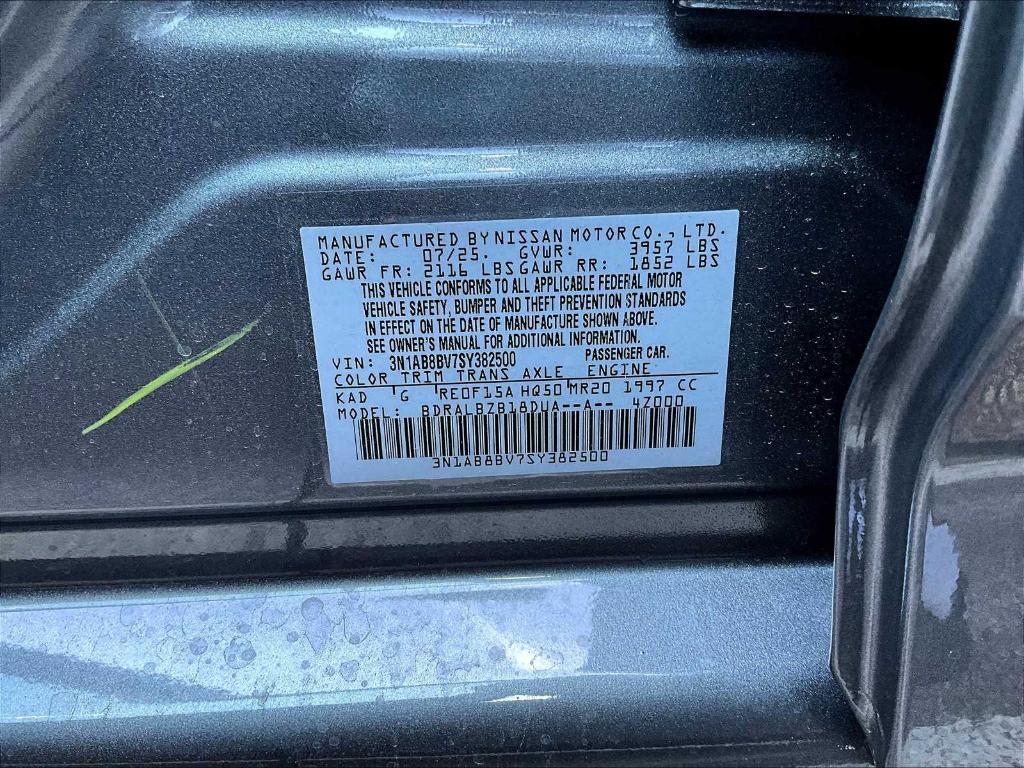 MANUFACTURED BY NISSAN MOTOR CO., LTD.
DATE: 07/25. GVWR: 3957 LBS
GAWR FR: 2116 LBS GAWR RR: 1852 LBS
THIS VEHICLE CONFORMS TO ALL APPLICABLE FEDERAL MOTOR
VEHICLE SAFETY, BUMPER AND THEFT PREVENTION STANDARDS
IN EFFECT ON THE DATE OF MANUFACTURE SHOWN ABOVE.
SEE OWNER'S MANUAL FOR ADDITIONAL INFORMATION.
VIN: 3N1AB8BV7SY382500 PASSENGER CAR.
COLOR TRIM TRANS AXLE ENGINE
KAD G RE0F15A HQ50 MR20 1997 CC
MODEL: BDRALBZB18DUA--A-- 4Z000
3N1AB8BV7SY382500